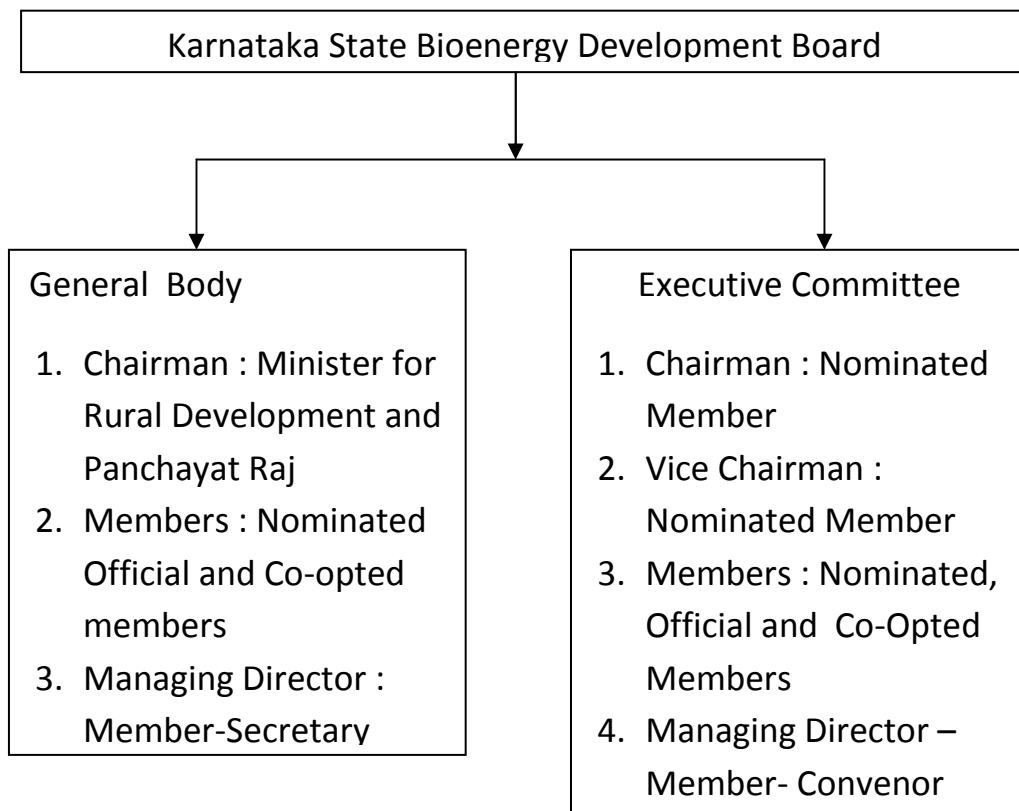 Karnataka State Bioenergy Development Board
General Body
1. Chairman : Minister for
Rural Development and
Panchayat Raj
2. Members : Nominated
Official and Co-opted
members
3. Managing Director :
Member-Secretary
Executive Committee
1. Chairman : Nominated
Member
2. Vice Chairman :
Nominated Member
3. Members : Nominated,
Official and Co-Opted
Members
4. Managing Director –
Member- Convenor